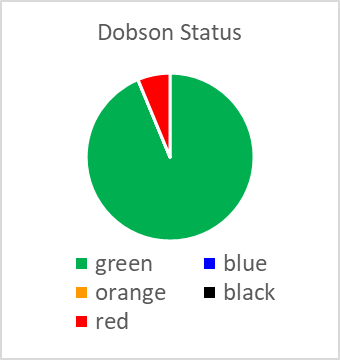 Dobson Status
green blue
orange black
red